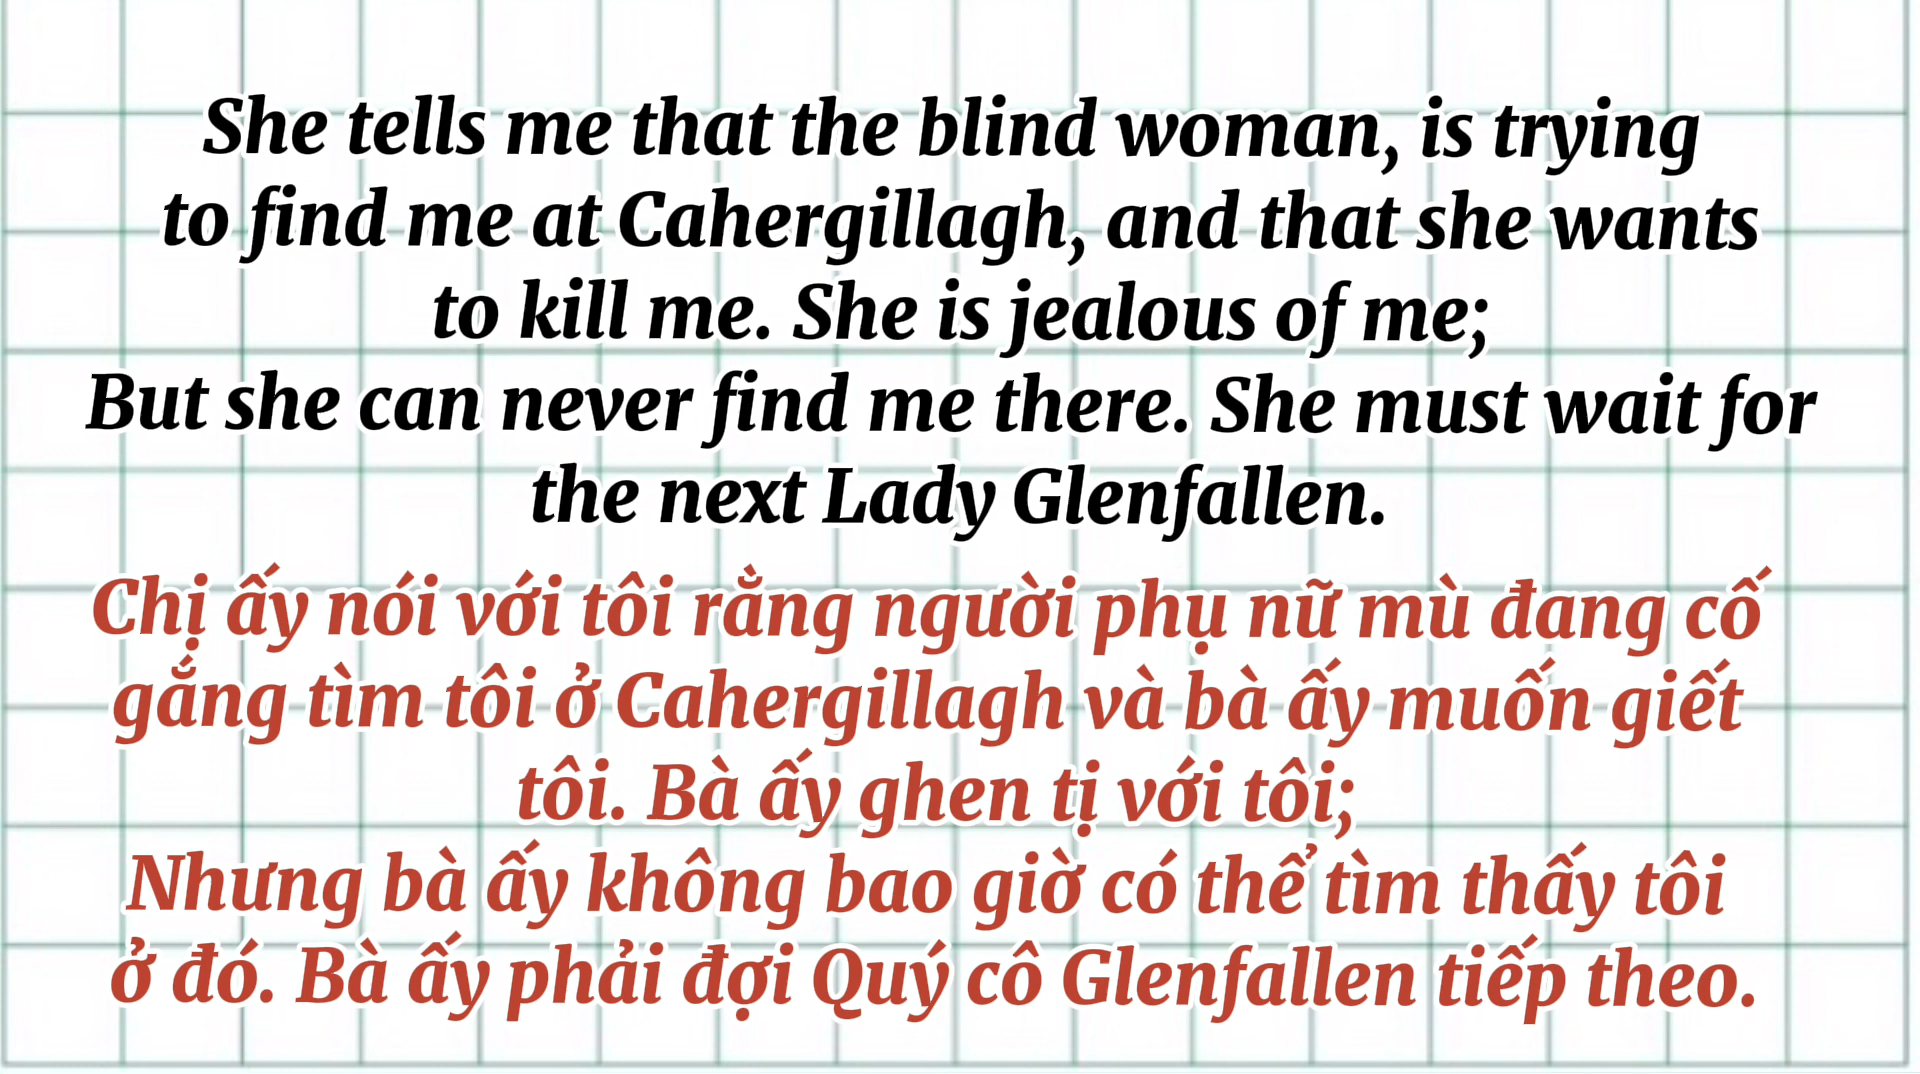 She tells me that the blind woman, is trying
to find me at Cahergillagh, and that she wants
to kill me. She is jealous of me;
But she can never find me there. She must wait for
the next Lady Glenfallen.
Chị ấy nói với tôi rằng người phụ nữ mù đang cố
gắng tìm tôi ở Cahergillagh và bà ấy muốn giết
tôi. Bà ấy ghen tị với tôi;
Nhưng bà ấy không bao giờ có thể tìm thấy tôi
ở đó. Bà ấy phải đợi Quý cô Glenfallen tiếp theo.